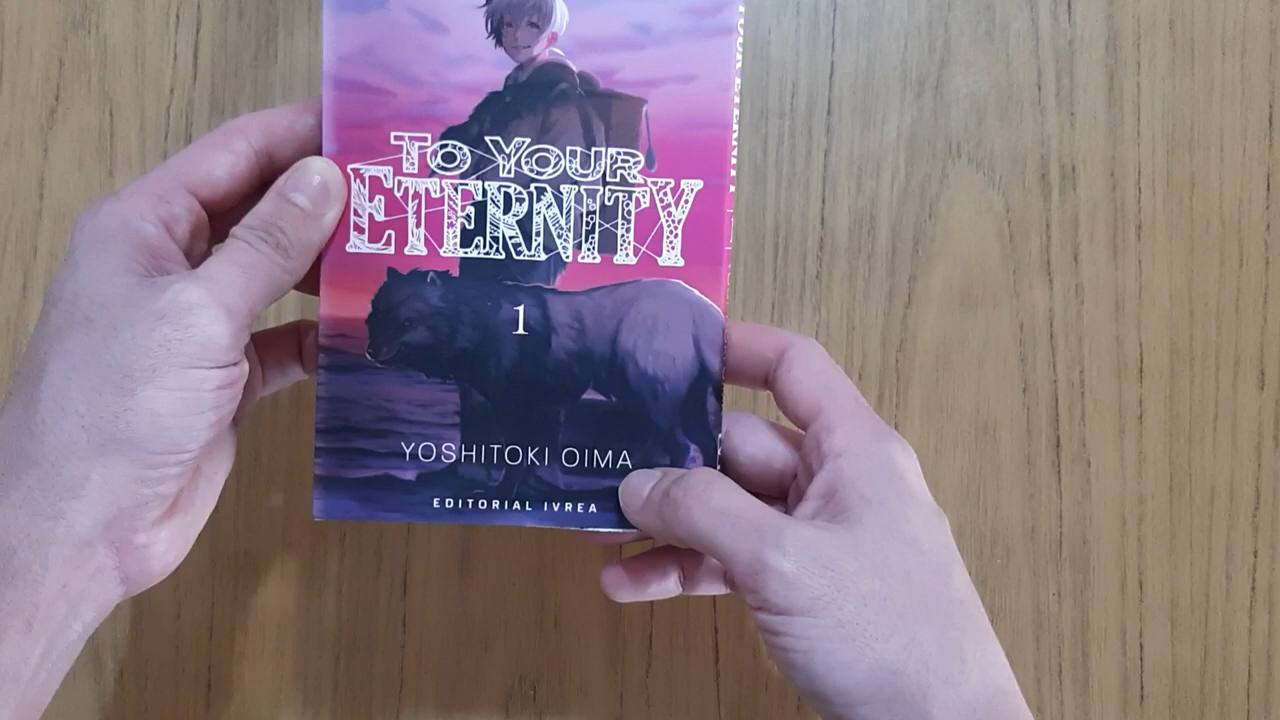 TO YOUR
ETERNITY
1
YOSHITOKI OIMA
EDITORIAL IVREA